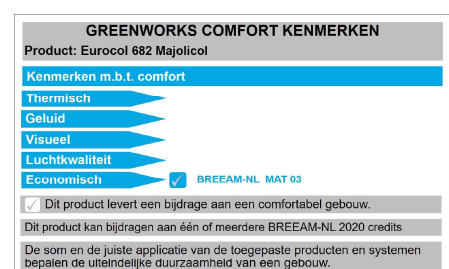 GREENWORKS COMFORT KENMERKEN
Product: Eurocol 682 Majolicol
Kenmerken m.b.t. comfort
Thermisch
Geluid
Visueel
Luchtkwaliteit
Economisch BREEAM-NL MAT 03
Dit product levert een bijdrage aan een comfortabel gebouw.
Dit product kan bijdragen aan één of meerdere BREEAM-NL 2020 credits
De som en de juiste applicatie van de toegepaste producten en systemen
bepalen de uiteindelijke duurzaamheid van een gebouw.